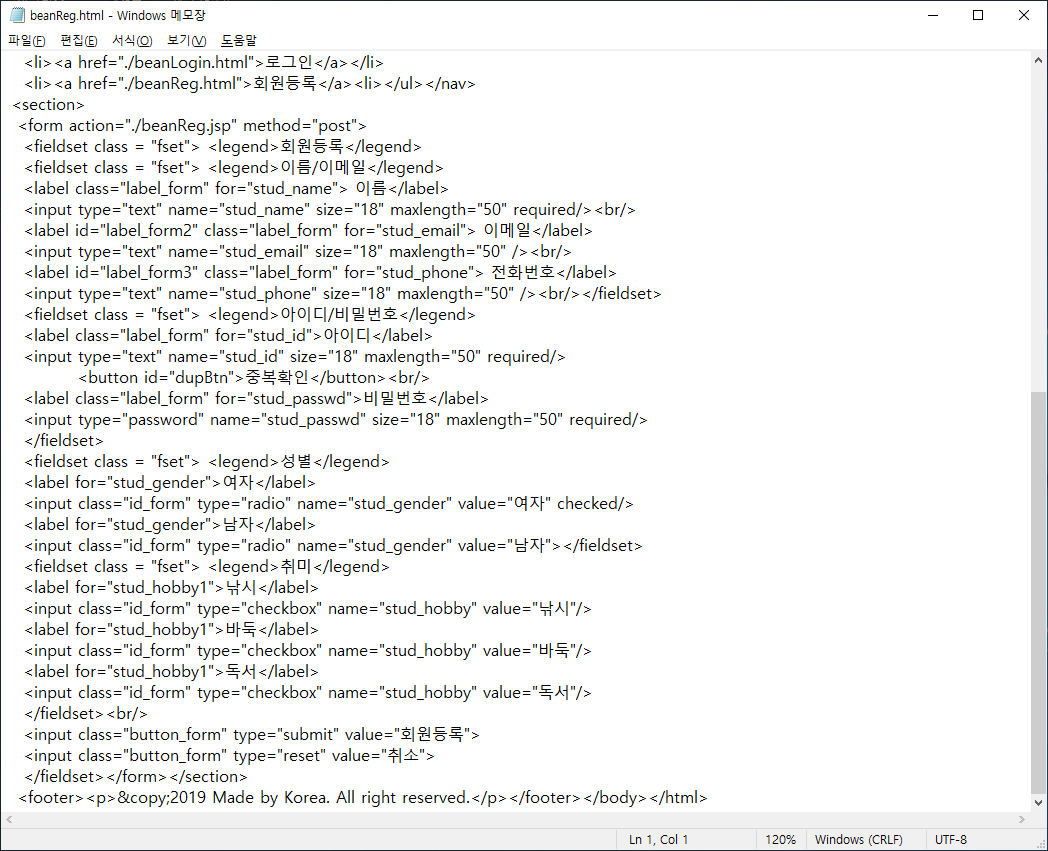 beanReg.html - Windows 메모장
파일(F) 편집(E) 서식(O) 보기(V) 도움말
<li><a href="./beanLogin.html">로그인</a></li>
<li><a href="./beanReg.html">회원등록</a><li></ul></nav>
<section>
<form action="./beanReg.jsp" method="post">
<fieldset class = "fset"> <legend>회원등록</legend>
<fieldset class = "fset"> <legend>이름/이메일</legend>
<label class="label_form" for="stud_name"> 이름</label>
<input type="text" name="stud_name" size="18" maxlength="50" required/><br/>
<label id="label_form2" class="label_form" for="stud_email"> 이메일</label>
<input type="text" name="stud_email" size="18" maxlength="50" /><br/>
<label id="label_form3" class="label_form" for="stud_phone"> 전화번호</label>
<input type="text" name="stud_phone" size="18" maxlength="50" /><br/></fieldset>
<fieldset class = "fset"> <legend>아이디/비밀번호</legend>
<label class="label_form" for="stud_id">아이디</label>
<input type="text" name="stud_id" size="18" maxlength="50" required/>
<button id="dupBtn">중복확인</button><br/>
<label class="label_form" for="stud_passwd">비밀번호</label>
<input type="password" name="stud_passwd" size="18" maxlength="50" required/>
</fieldset>
<fieldset class = "fset"> <legend>성별</legend>
<label for="stud_gender">여자</label>
<input class="id_form" type="radio" name="stud_gender" value="여자" checked/>
<label for="stud_gender">남자</label>
<input class="id_form" type="radio" name="stud_gender" value="남자"></fieldset>
<fieldset class = "fset"> <legend>취미</legend>
<label for="stud_hobby1">낚시</label>
<input class="id_form" type="checkbox" name="stud_hobby" value="낚시"/>
<label for="stud_hobby1">바둑</label>
<input class="id_form" type="checkbox" name="stud_hobby" value="바둑"/>
<label for="stud_hobby1">독서</label>
<input class="id_form" type="checkbox" name="stud_hobby" value="독서"/>
</fieldset><br/>
<input class="button_form" type="submit" value="회원등록">
<input class="button_form" type="reset" value="취소">
</fieldset></form></section>
<footer><p>&copy;2019 Made by Korea. All right reserved.</p></footer></body></html>
Ln 1, Col 1 120% Windows (CRLF) UTF-8